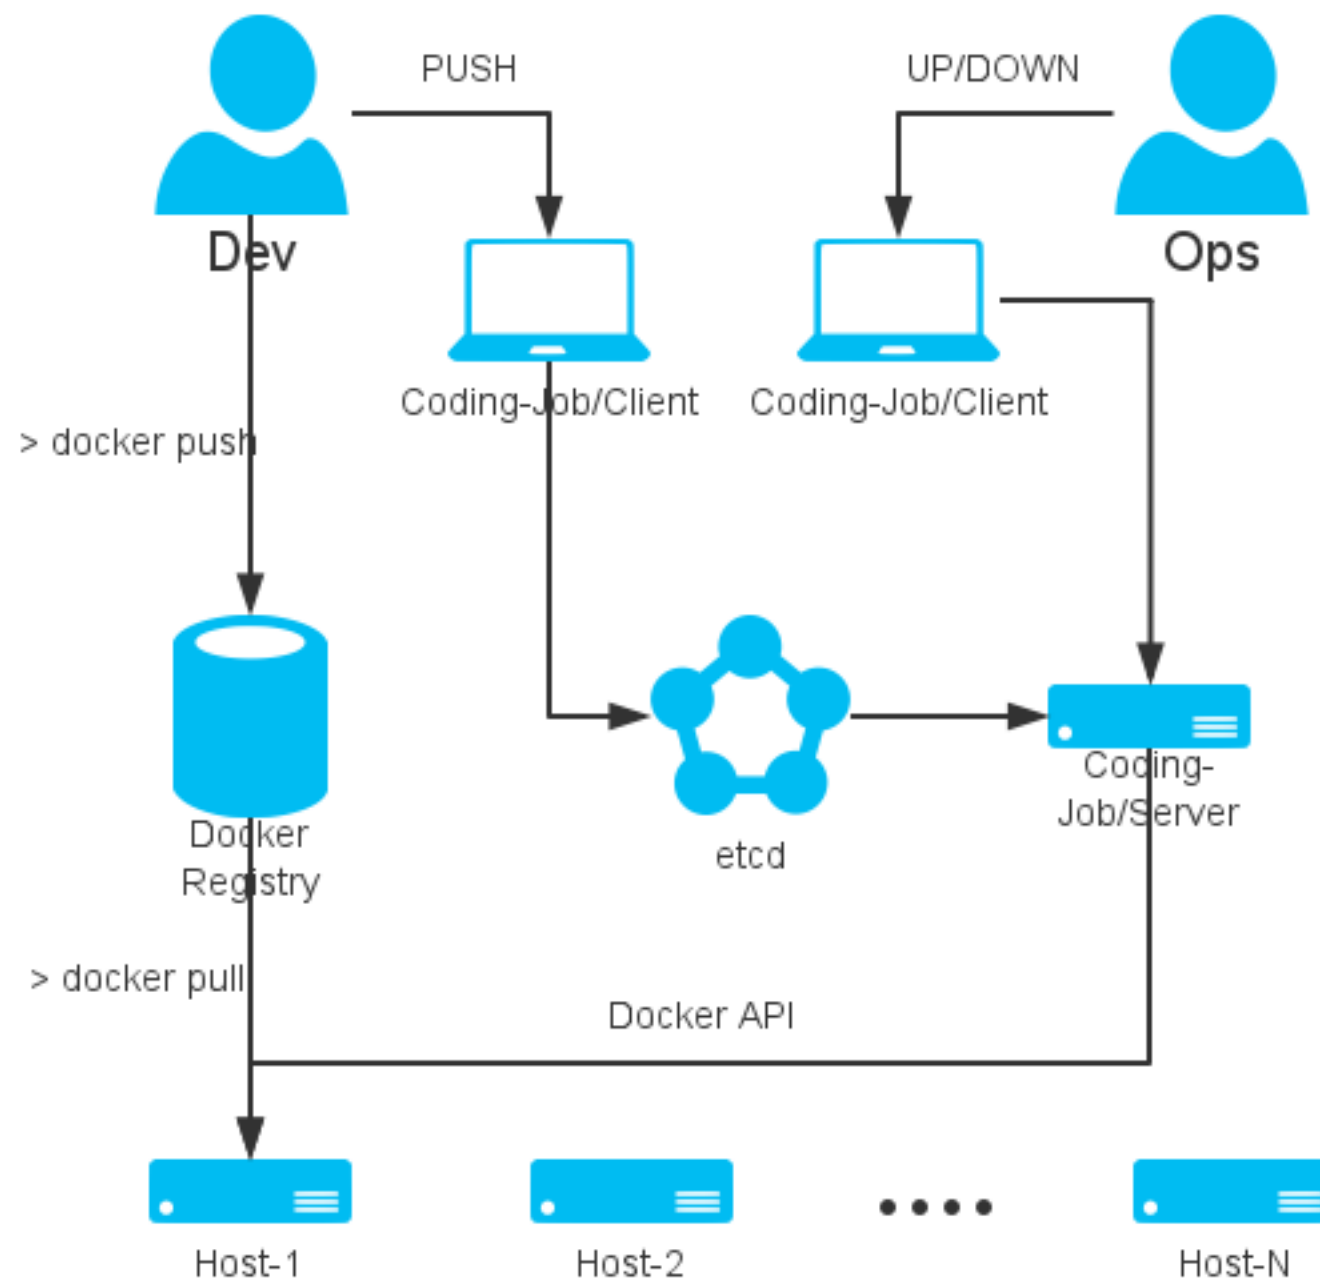 PUSH
UP/DOWN
Dev
Ops
Coding-Job/Client
Coding-Job/Client
> docker push
Coding-
Job/Server
Docker
Registry
etcd
> docker pull
Docker API
Host-1
Host-2
Host-N